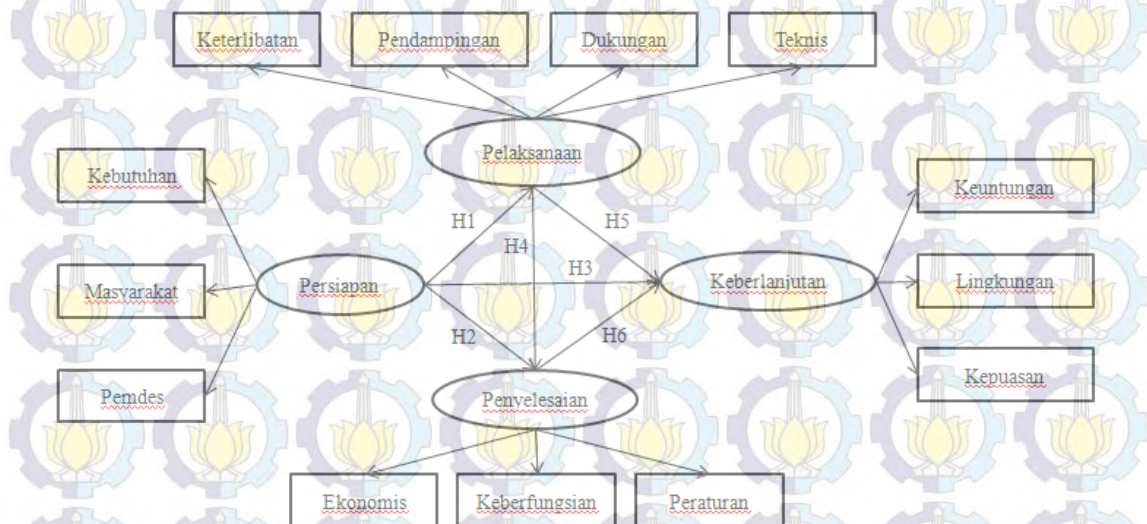 Keterlibatan
Pendampingan
Dukungan
Teknis
Pelaksanaan
Kebutuhan
Keuntungan
H1
H5
H4
H3
Masyarakat
Persiapan
Keberlanjutan
Lingkungan
H2
H6
Pemdes
Penyelesaian
Kepuasan
Ekonomis
Keberfungsian
Peraturan